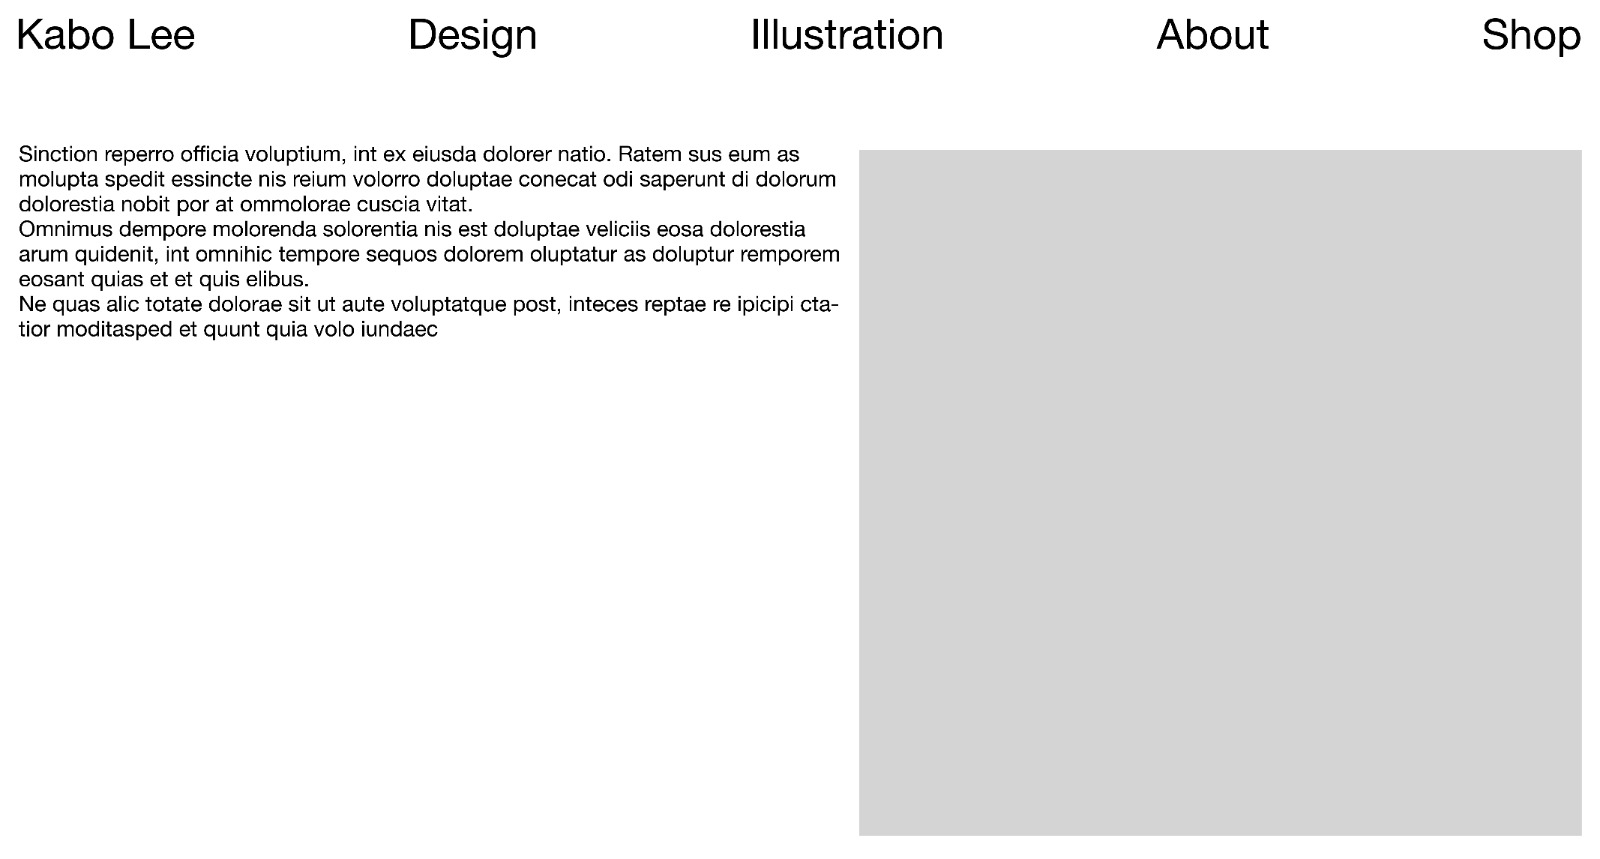 Kabo Lee Design Illustration About Shop
Sinction reperro officia voluptium, int ex eiusda dolorer natio. Ratem sus eum as
molupta spedit essincte nis reium volorro doluptae conecat odi saperunt di dolorum
dolorestia nobit por at ommolorae cuscia vitat.
Omnimus dempore molorenda solorentia nis est doluptae veliciis eosa dolorestia
arum quidenit, int omnihic tempore sequos dolorem oluptatur as doluptur remporem
eosant quias et et quis elibus.
Ne quas alic totate dolorae sit ut aute voluptatque post, inteces reptae re ipicipi cta-
tior moditasped et quunt quia volo iundaec